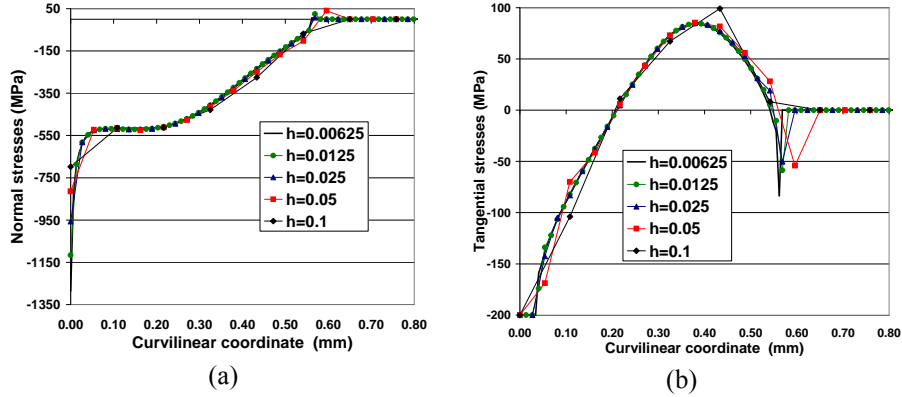 Normal stresses (MPa)
50
-150
-350
-550
-750
-950
-1150
-1350
0.00 0.10 0.20 0.30 0.40 0.50 0.60 0.70 0.80
Curvilinear coordinate (mm)
h=0.00625
h=0.0125
h=0.025
h=0.05
h=0.1
(a)
Tangential stresses (MPa)
100
50
0
-50
-100
-150
-200
0.00 0.10 0.20 0.30 0.40 0.50 0.60 0.70 0.80
Curvilinear coordinate (mm)
h=0.00625
h=0.0125
h=0.025
h=0.05
h=0.1
(b)